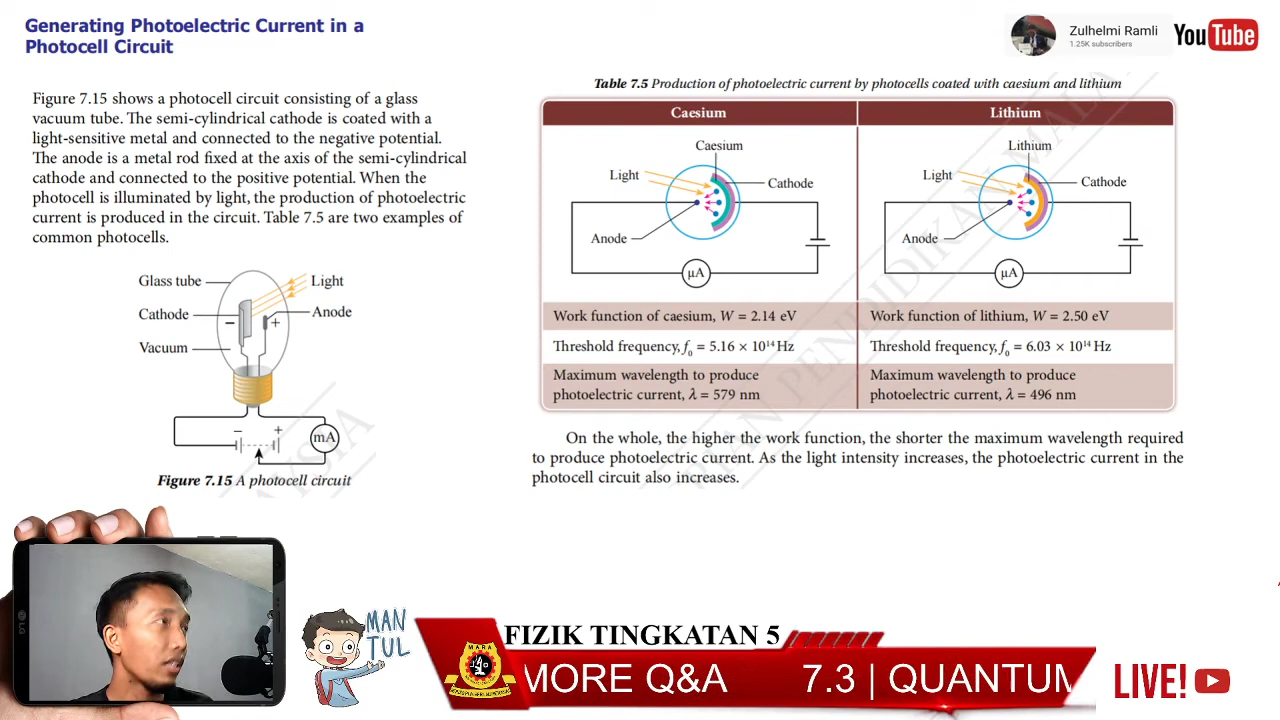 Generating Photoelectric Current in a
Photocell Circuit
Zulhelmi Ramli
1.25K subscribers
YouTube
Figure 7.15 shows a photocell circuit consisting of a glass
vacuum tube. The semi-cylindrical cathode is coated with a
light-sensitive metal and connected to the negative potential.
The anode is a metal rod fixed at the axis of the semi-cylindrical
cathode and connected to the positive potential. When the
photocell is illuminated by light, the production of photoelectric
current is produced in the circuit. Table 7.5 are two examples of
common photocells.
Glass tube
Light
Cathode
Anode
− +
Vacuum
− +
mA
Figure 7.15 A photocell circuit
Table 7.5 Production of photoelectric current by photocells coated with caesium and lithium
Caesium
Lithium
Caesium
Light
Cathode
Anode
μA
Lithium
Light
Cathode
Anode
μA
Work function of caesium, W = 2.14 eV
Work function of lithium, W = 2.50 eV
Threshold frequency, f₀ = 5.16 × 10¹⁴ Hz
Threshold frequency, f₀ = 6.03 × 10¹⁴ Hz
Maximum wavelength to produce
photoelectric current, λ = 579 nm
Maximum wavelength to produce
photoelectric current, λ = 496 nm
On the whole, the higher the work function, the shorter the maximum wavelength required
to produce photoelectric current. As the light intensity increases, the photoelectric current in the
photocell circuit also increases.
LG
MAN
TUL
MARA
FIZIK TINGKATAN 5
MORE Q&A 7.3 | QUANTUM
LIVE!